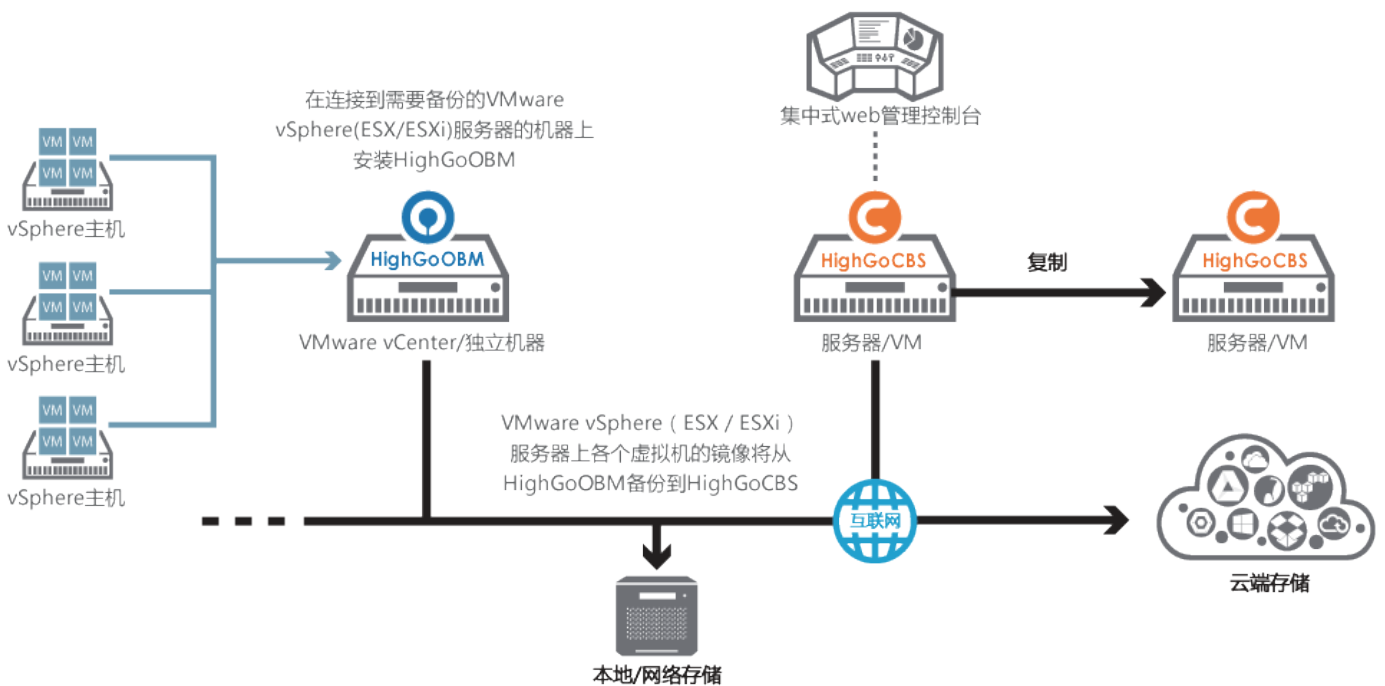 集中式web管理控制台
在连接到需要备份的VMware
vSphere(ESX/ESXi)服务器的机器上
安装HighGoOBM
VM VM
VM VM
vSphere主机
VM VM
VM VM
vSphere主机
VM VM
VM VM
vSphere主机
HighGoOBM
VMware vCenter/独立机器
HighGoCBS
服务器/VM
复制
HighGoCBS
服务器/VM
VMware vSphere（ESX / ESXi）
服务器上各个虚拟机的镜像将从
HighGoOBM备份到HighGoCBS
互联网
云端存储
本地/网络存储